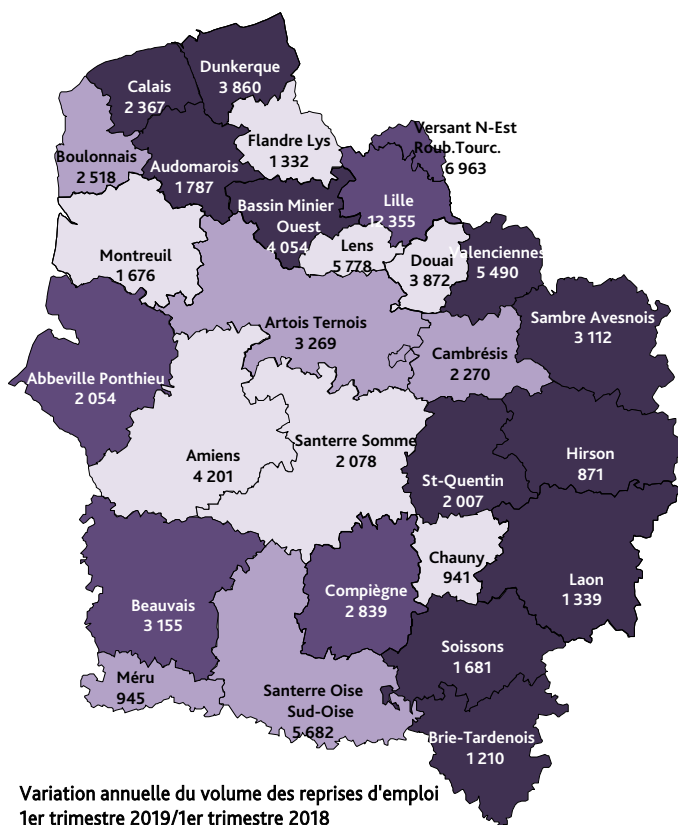 Dunkerque
3 860
Calais
2 367
Versant N-Est
Roub.Tourc.
6 963
Flandre Lys
1 332
Boulonnais
2 518
Audomarois
1 787
Bassin Minier
Ouest
4 054
Lille
12 355
Lens
5 778
Douai
3 872
Valenciennes
5 490
Montreuil
1 676
Artois Ternois
3 269
Sambre Avesnois
3 112
Cambrésis
2 270
Abbeville Ponthieu
2 054
Amiens
4 201
Santerre Somme
2 078
Hirson
871
St-Quentin
2 007
Chauny
941
Laon
1 339
Beauvais
3 155
Compiègne
2 839
Soissons
1 681
Méru
945
Santerre Oise
Sud-Oise
5 682
Brie-Tardenois
1 210
Variation annuelle du volume des reprises d'emploi
1er trimestre 2019/1er trimestre 2018